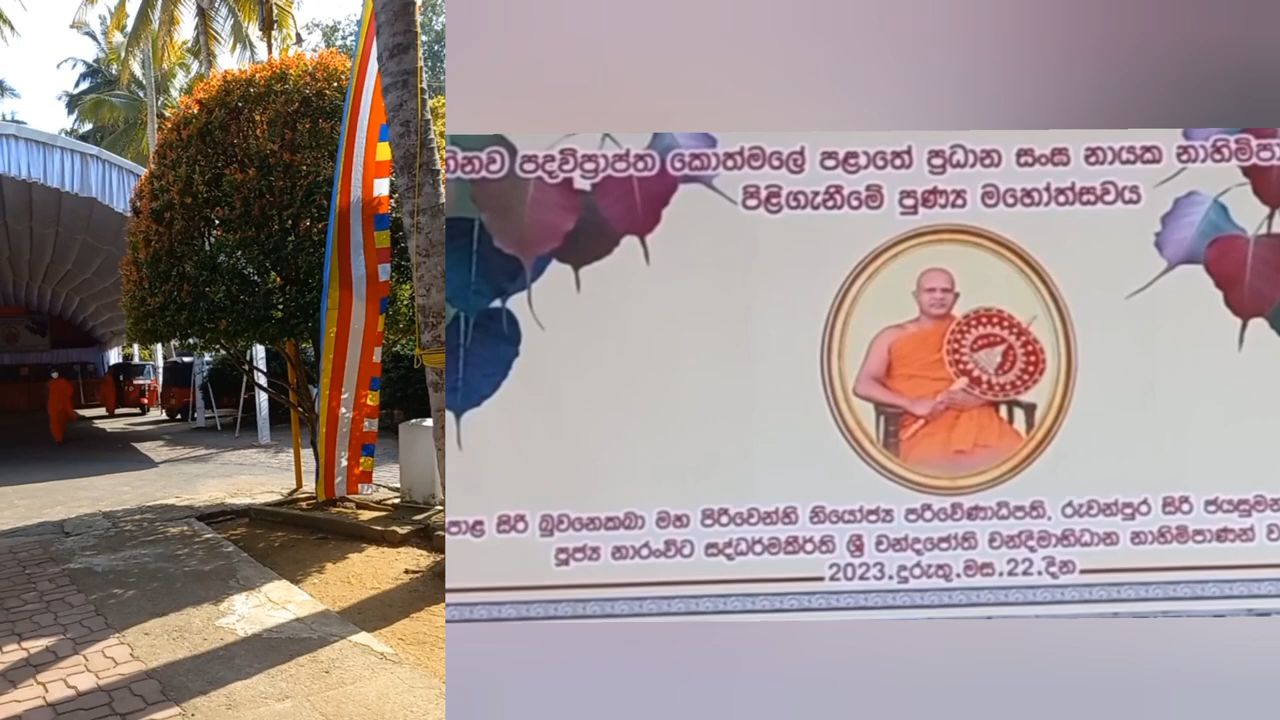 තිනව පදවිප්‍රාප්ත කොත්මලේ පළාතේ ප්‍රධාන සංඝ නායක නාහිමිපා
පිළිගැනීමේ පුණ්‍ය මහෝත්සවය
පාළ සිරි බුවනෙකබා මහ පිරිවෙන්හි නියෝජ්‍ය පරිවේණාධිපති, රුවන්පුර සිරි ජයසුමන
පූජ්‍ය නාරංවිට සද්ධර්මකීර්ති ශ්‍රී චන්දජෝති චන්දිමාභිධාන නාහිමිපාණන් ව
2023.දුරුතු.මස.22.දින